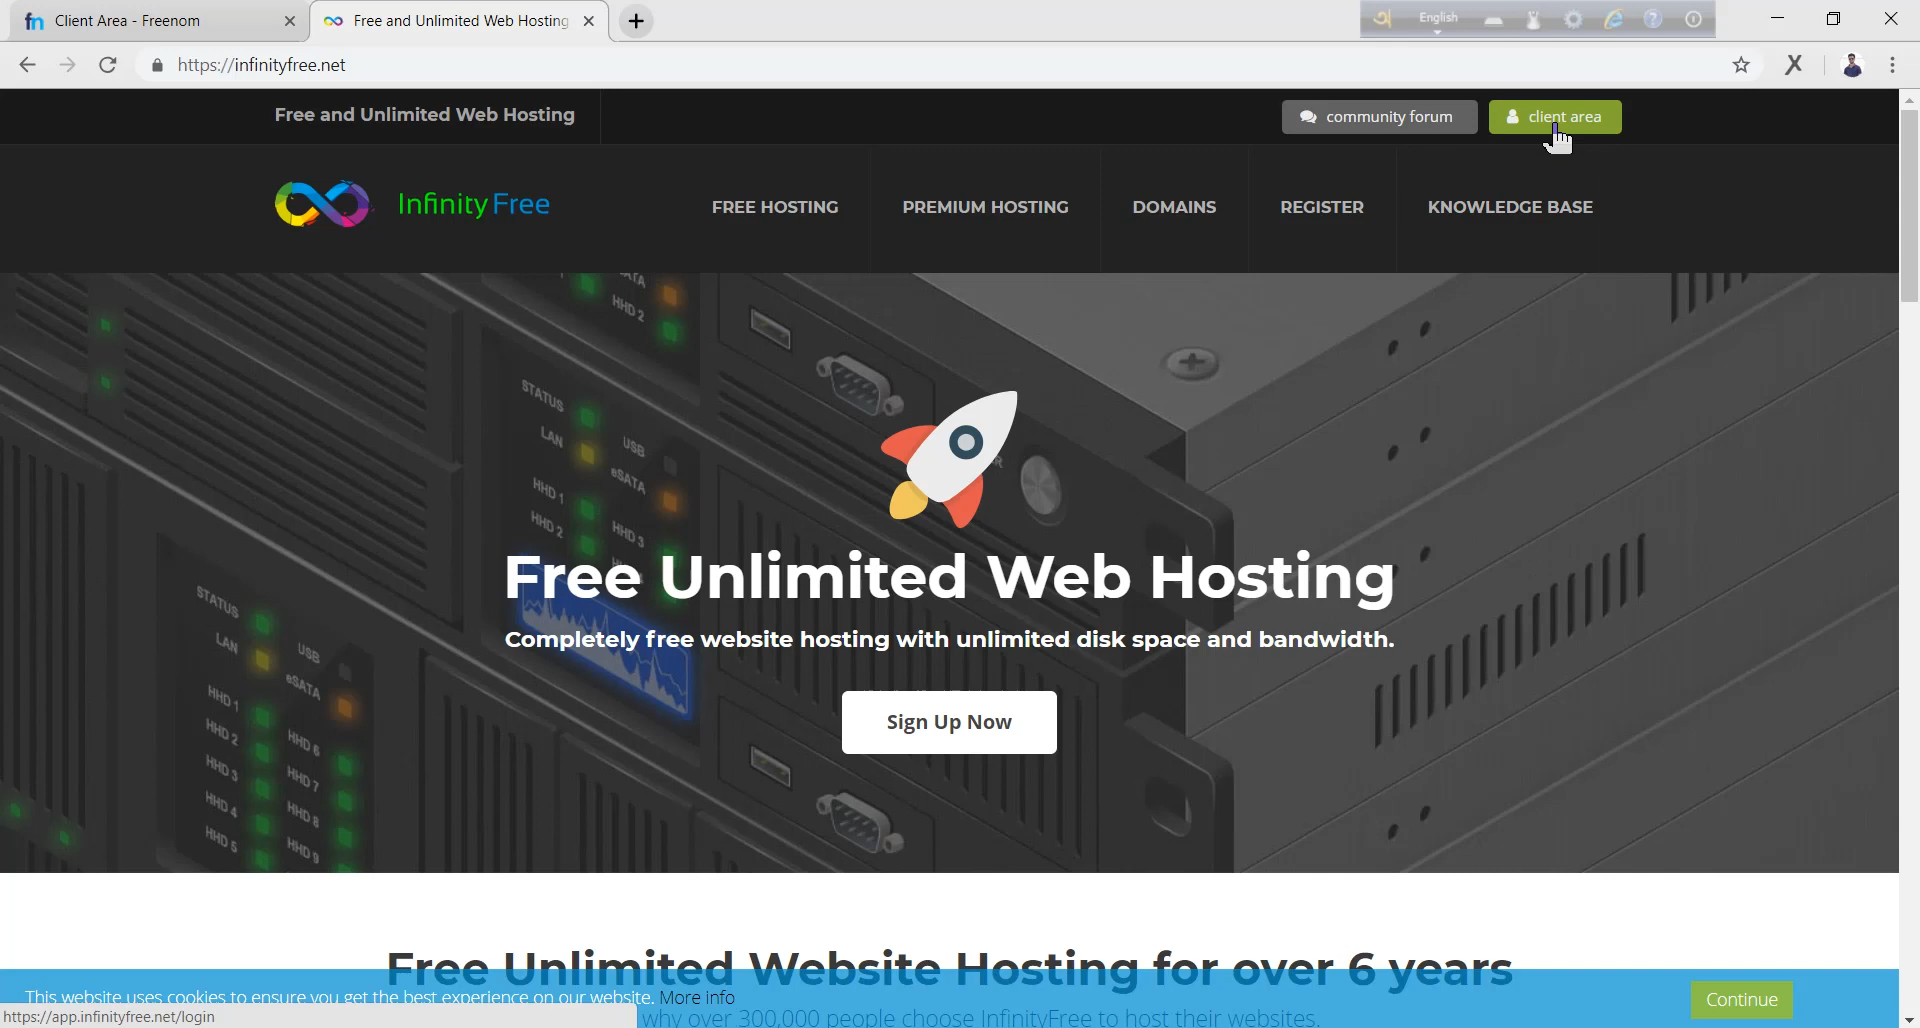 Client Area - Freenom
Free and Unlimited Web Hosting
English
https://infinityfree.net
Free and Unlimited Web Hosting
community forum
client area
InfinityFree
FREE HOSTING
PREMIUM HOSTING
DOMAINS
REGISTER
KNOWLEDGE BASE
HHD 2
STATUS
LAN
HHD 1
HHD 2
USB
eSATA
HHD 3
Free Unlimited Web Hosting
Completely free website hosting with unlimited disk space and bandwidth.
Sign Up Now
STATUS
LAN
HHD 1
HHD 2
HHD 3
HHD 4
HHD 5
USB
eSATA
HHD 6
HHD 7
HHD 8
HHD 9
Free Unlimited Website Hosting for over 6 years
This website uses cookies to ensure you get the best experience on our website. More info
Continue
https://app.infinityfree.net/login
why over 300,000 people choose InfinityFree to host their websites.